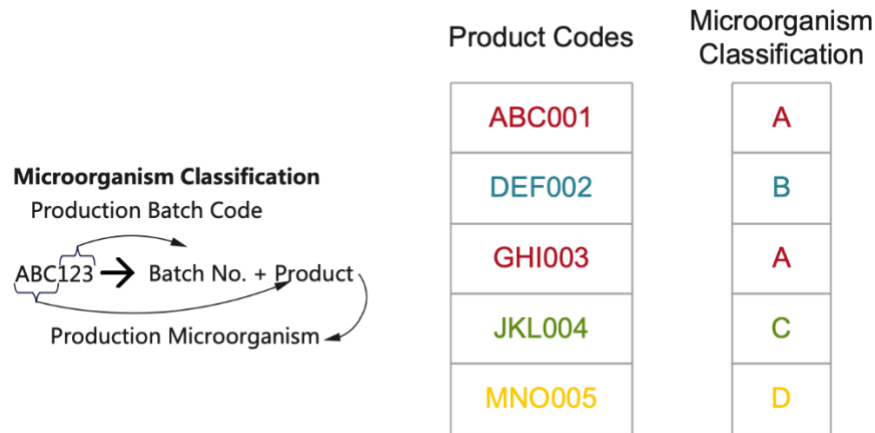 Microorganism Classification
Production Batch Code
ABC123 → Batch No. + Product
Production Microorganism
Product Codes
ABC001
DEF002
GHI003
JKL004
MNO005
Microorganism
Classification
A
B
A
C
D